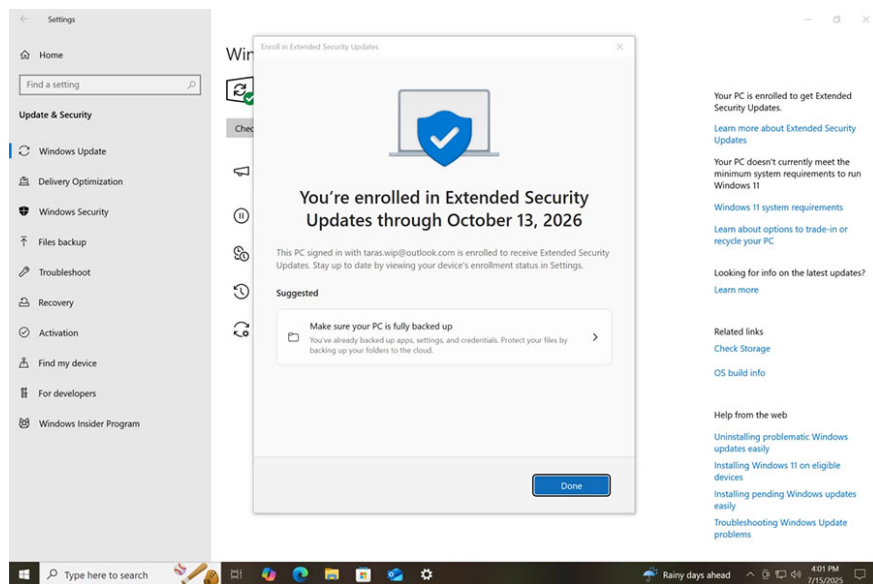 Settings
Home
Find a setting
Update & Security
Windows Update
Delivery Optimization
Windows Security
Files backup
Troubleshoot
Recovery
Activation
Find my device
For developers
Windows Insider Program
Enroll in Extended Security Updates
You're enrolled in Extended Security
Updates through October 13, 2026
This PC signed in with taras.wip@outlook.com is enrolled to receive Extended Security
Updates. Stay up to date by viewing your device's enrollment status in Settings.
Suggested
Make sure your PC is fully backed up
You've already backed up apps, settings, and credentials. Protect your files by
backing up your folders to the cloud.
Done
Your PC is enrolled to get Extended
Security Updates.
Learn more about Extended Security
Updates
Your PC doesn't currently meet the
minimum system requirements to run
Windows 11
Windows 11 system requirements
Learn about options to trade-in or
recycle your PC
Looking for info on the latest updates?
Learn more
Related links
Check Storage
OS build info
Help from the web
Uninstalling problematic Windows
updates easily
Installing Windows 11 on eligible
devices
Installing pending Windows updates
easily
Troubleshooting Windows Update
problems
Type here to search
Rainy days ahead
4:01 PM
7/15/2025